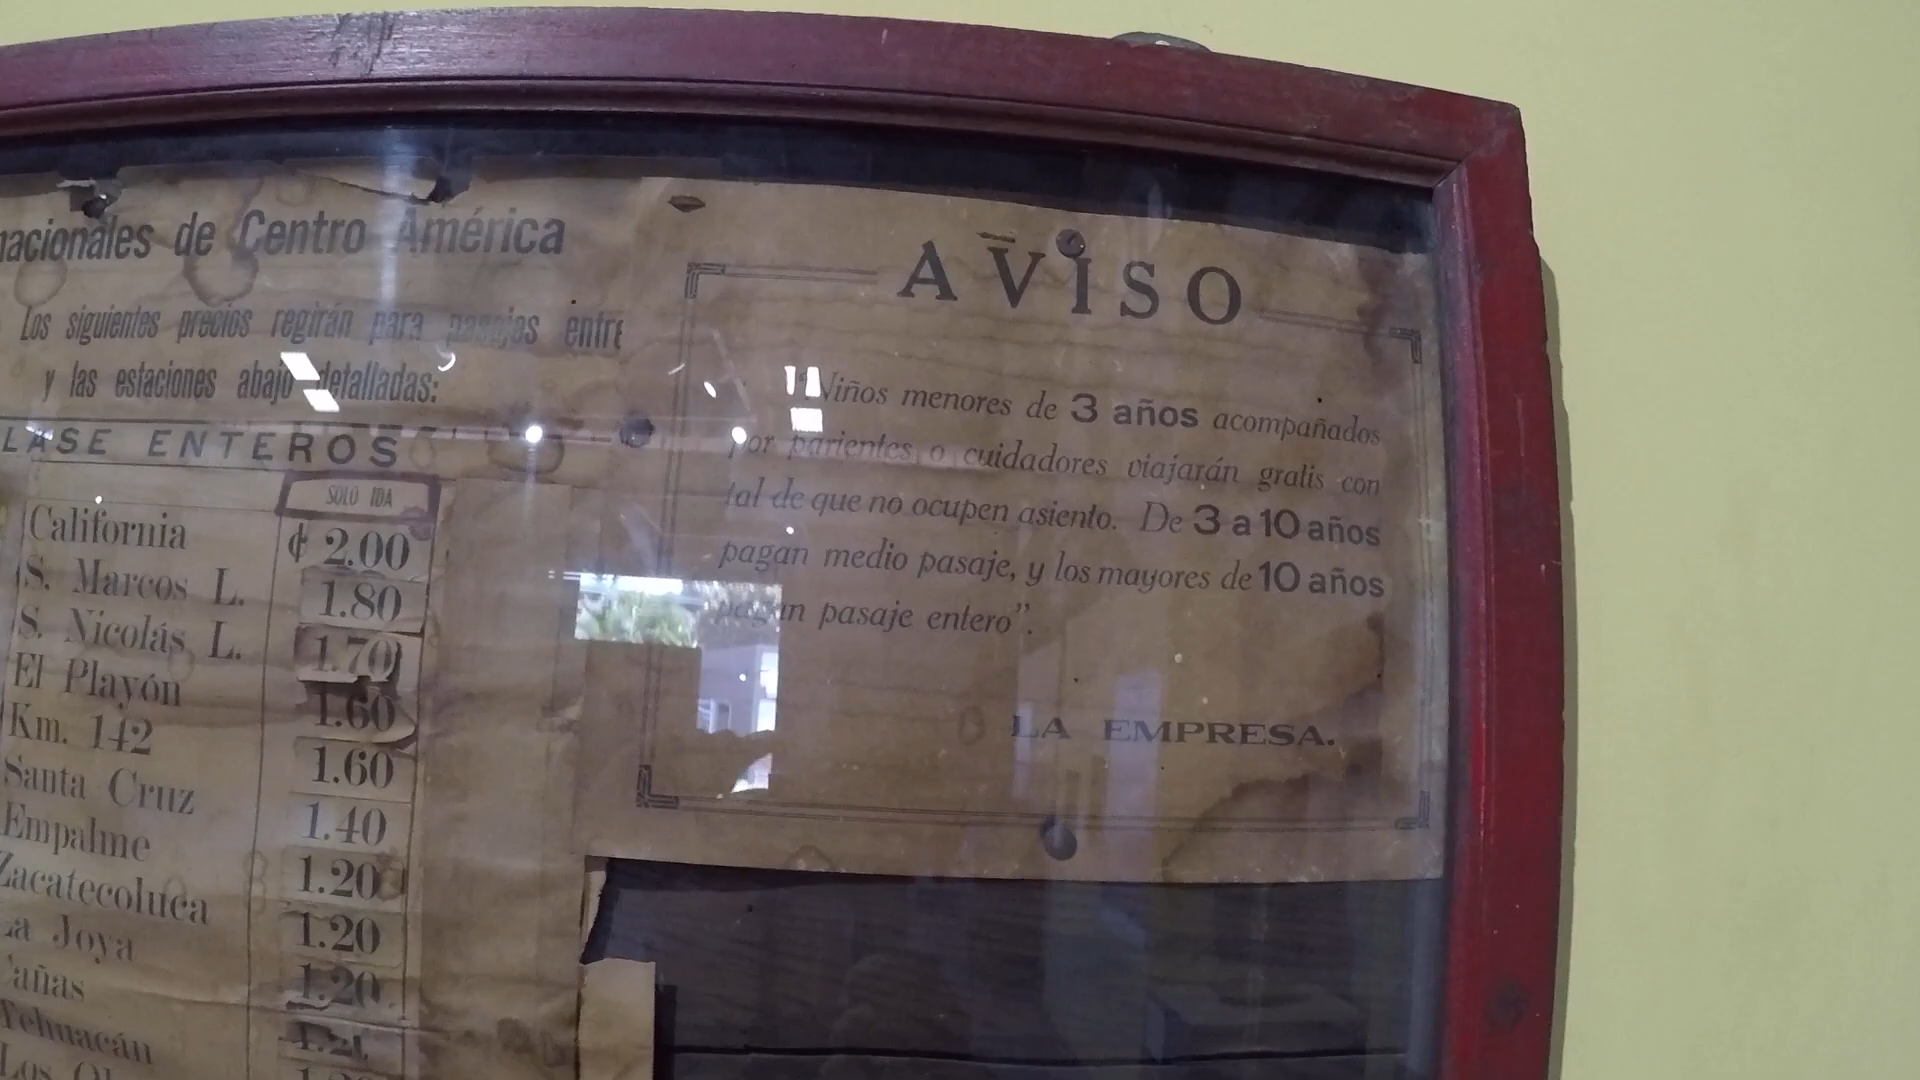 nacionales de Centro América
Los siguientes precios regirán para pasajes entre
y las estaciones abajo detalladas:
LASE ENTEROS
SOLO IDA
California ₡ 2.00
S. Marcos L. 1.80
S. Nicolás L. 1.70
El Playón 1.60
Km. 142 1.60
Santa Cruz 1.40
Empalme 1.20
Zacatecoluca 1.20
La Joya 1.20
Cañas
Tehuacán
Los
AVISO
"Niños menores de 3 años acompañados
por parientes o cuidadores viajarán gratis con
tal de que no ocupen asiento. De 3 a 10 años
pagan medio pasaje, y los mayores de 10 años
pagan pasaje entero".
LA EMPRESA.